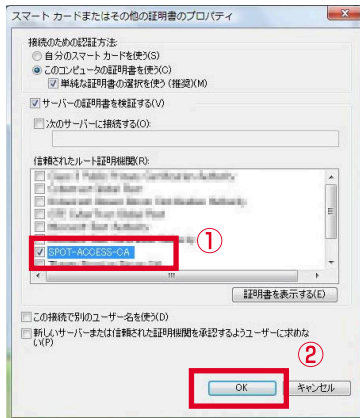 スマート カードまたはその他の証明書のプロパティ
接続のための認証方法:
自分のスマート カードを使う(S)
このコンピュータの証明書を使う(C)
単純な証明書の選択を使う (推奨)(M)
サーバーの証明書を検証する(V)
次のサーバーに接続する(O):
信頼されたルート証明機関(R):
①
SPOT-ACCESS-CA
証明書を表示する(E)
この接続で別のユーザー名を使う(D)
新しいサーバーまたは信頼された証明機関を承認するようユーザーに求めな
い(P)
②
OK
キャンセル